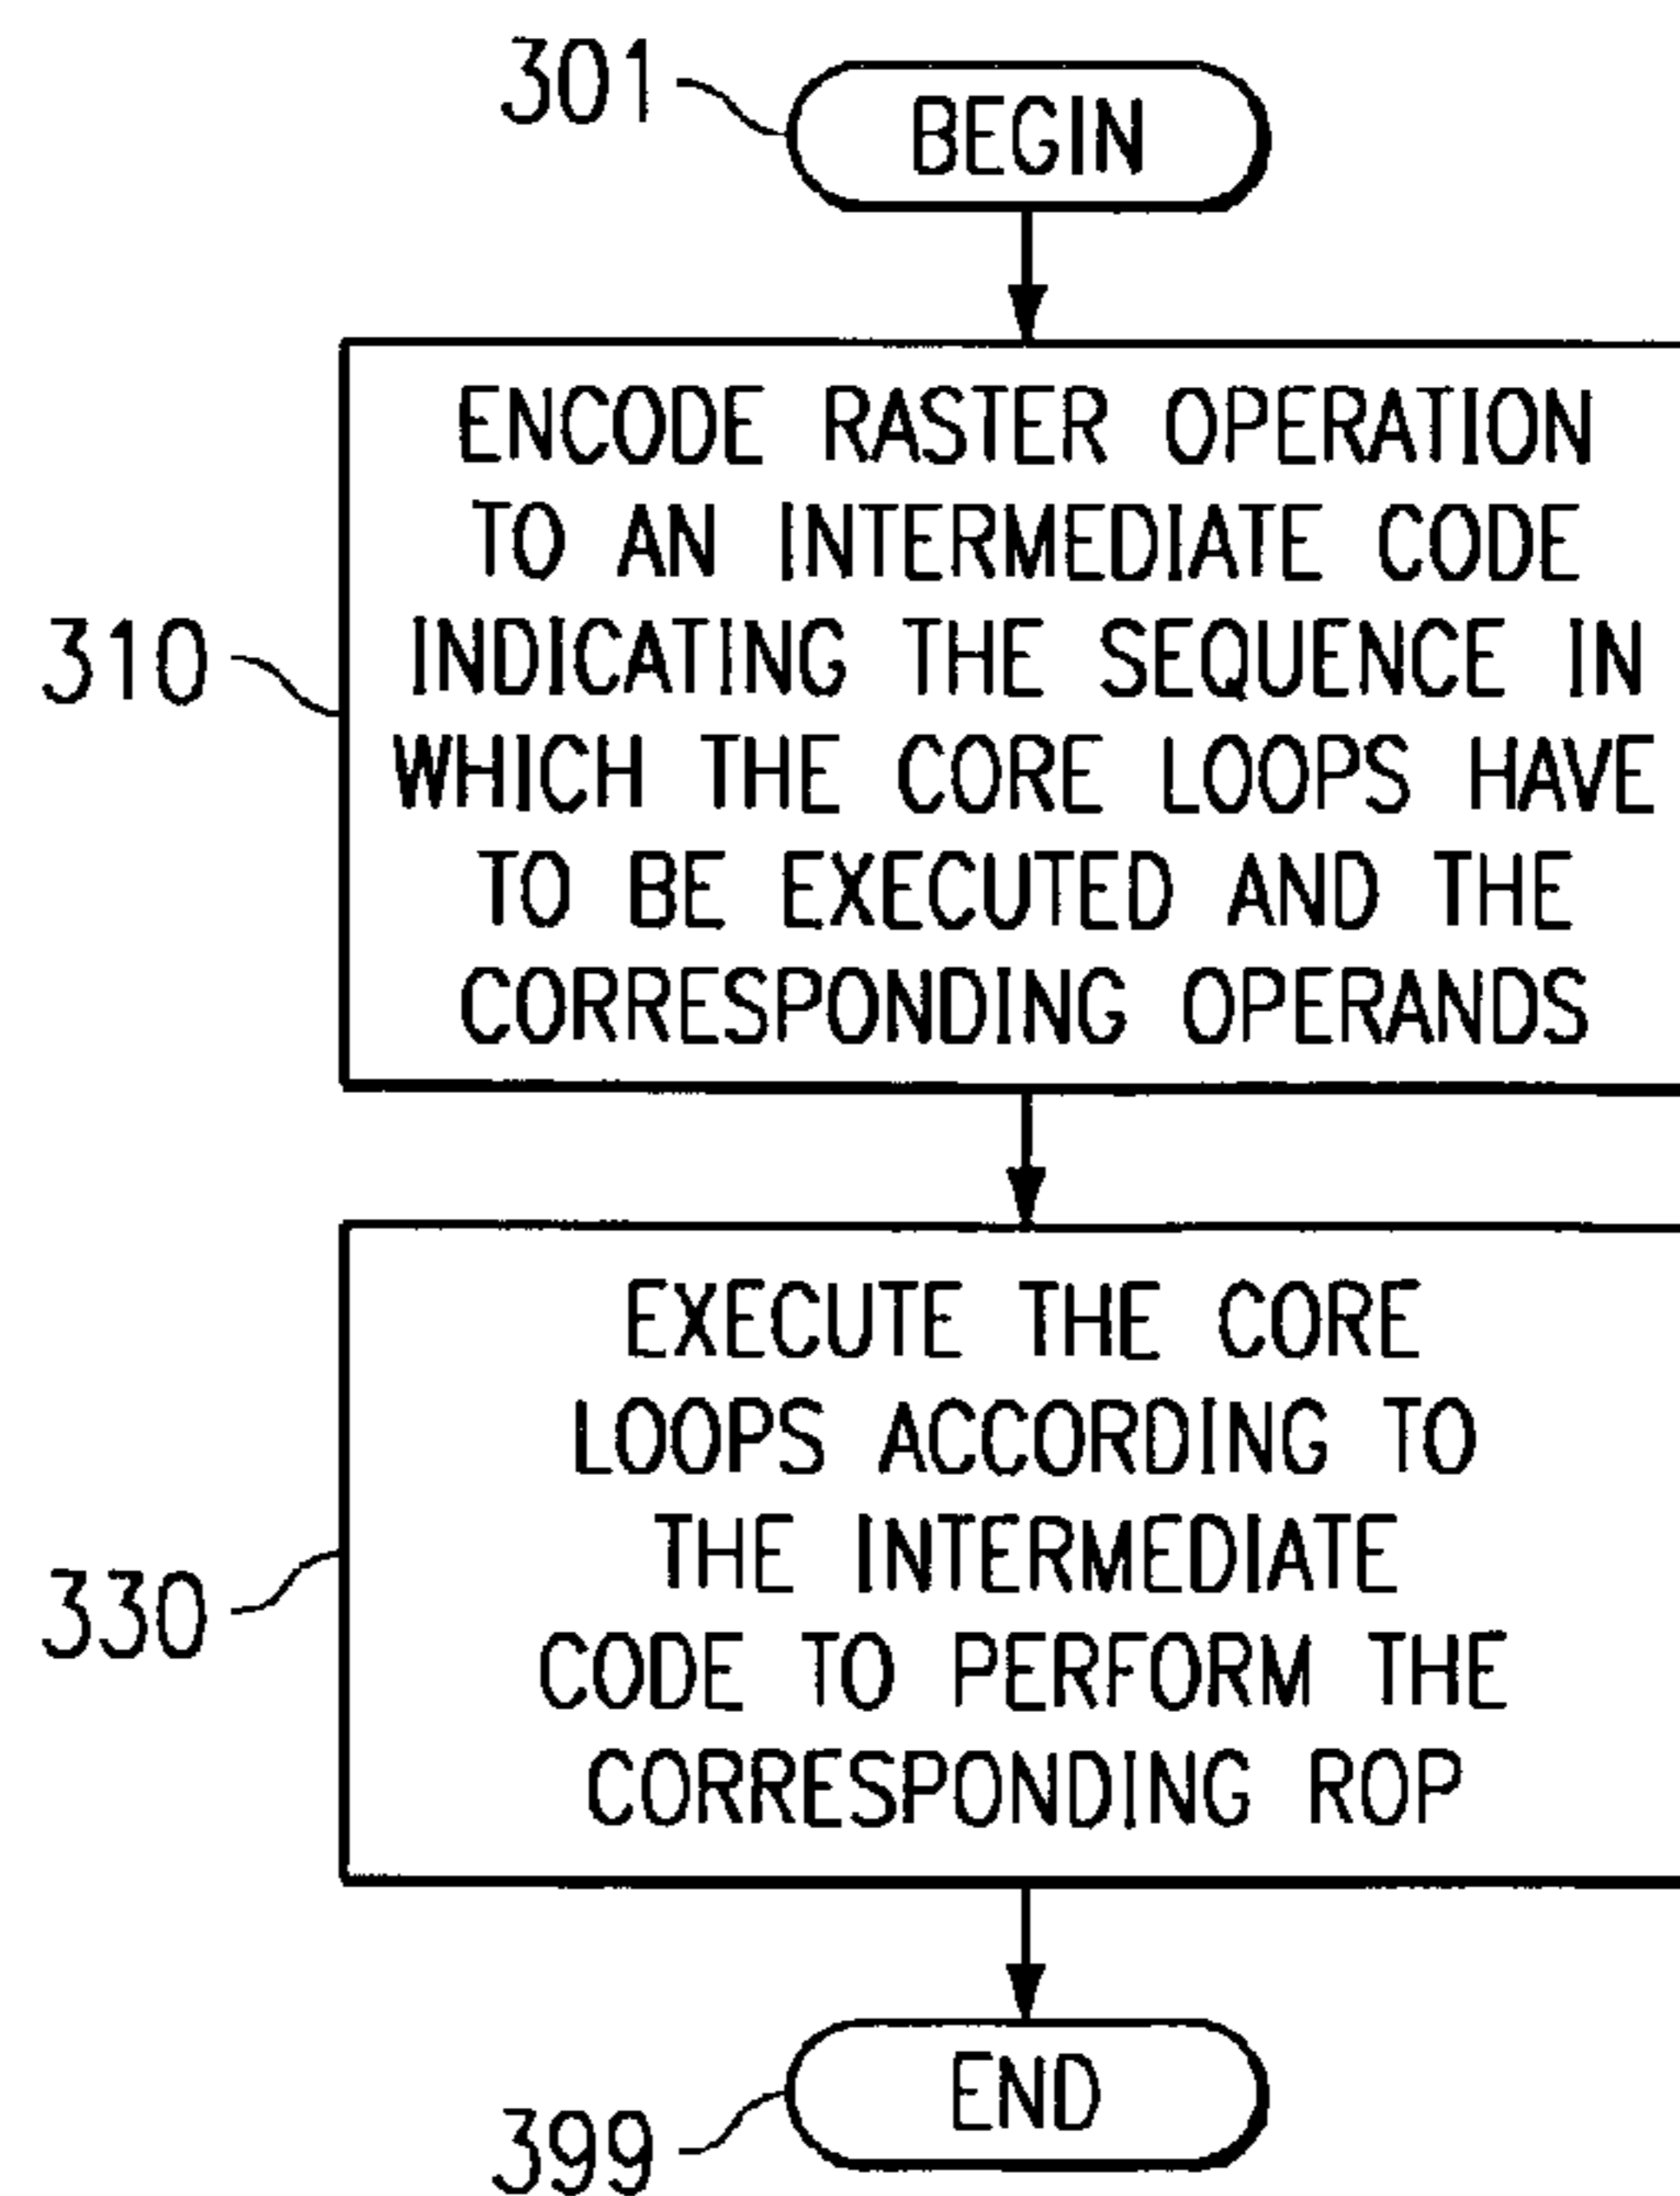 301
BEGIN
ENCODE RASTER OPERATION
TO AN INTERMEDIATE CODE
310
INDICATING THE SEQUENCE IN
WHICH THE CORE LOOPS HAVE
TO BE EXECUTED AND THE
CORRESPONDING OPERANDS
EXECUTE THE CORE
LOOPS ACCORDING TO
THE INTERMEDIATE
330
CODE TO PERFORM THE
CORRESPONDING ROP
END
399